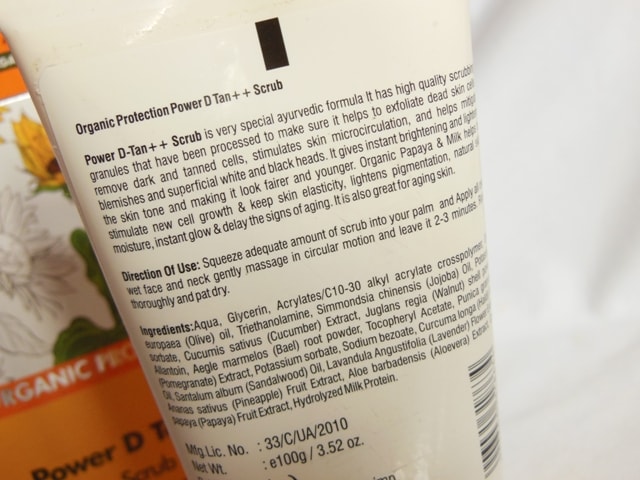 Organic Protection Power D Tan++ Scrub
Power D-Tan++ Scrub is very special ayurvedic formula It has high quality scrubbing
granules that have been processed to make sure it helps to exfoliate dead skin cells
remove dark and tanned cells, stimulates skin microcirculation, and helps mitigate
blemishes and superficial white and black heads. It gives instant brightening and
the skin tone and making it look fairer and younger. Organic Papaya & Milk helps
stimulate new cell growth & keep skin elasticity, lightens pigmentation, natural
moisture, instant glow & delay the signs of aging. It is also great for aging skin.
Direction Of Use: Squeeze adequate amount of scrub into your palm and Apply
wet face and neck gently massage in circular motion and leave it 2-3 minutes.
thoroughly and pat dry.
Ingredients:Aqua, Glycerin, Acrylates/C10-30 alkyl acrylate crosspolymer,
europaea (Olive) oil, Triethanolamine, Simmondsia chinensis (Jojoba) Oil,
sorbate, Cucumis sativus (Cucumber) Extract, Juglans regia (Walnut) shell
Allantoin, Aegle marmelos (Bael) root powder, Tocopheryl Acetate, Punica
(Pomegranate) Extract, Potassium sorbate, Sodium bezoate, Curcuma longa
Oil, Santalum album (Sandalwood) Oil, Lavandula Angustifolia (Lavender)
Ananas sativus (Pineapple) Fruit Extract, Aloe barbadensis (Aloevera)
papaya (Papaya) Fruit Extract, Hydrolyzed Milk Protein.
Mfg.Lic. No. : 33/C/UA/2010
Net Wt. : e100g / 3.52 oz.
RGANIC
Power D
Scrub